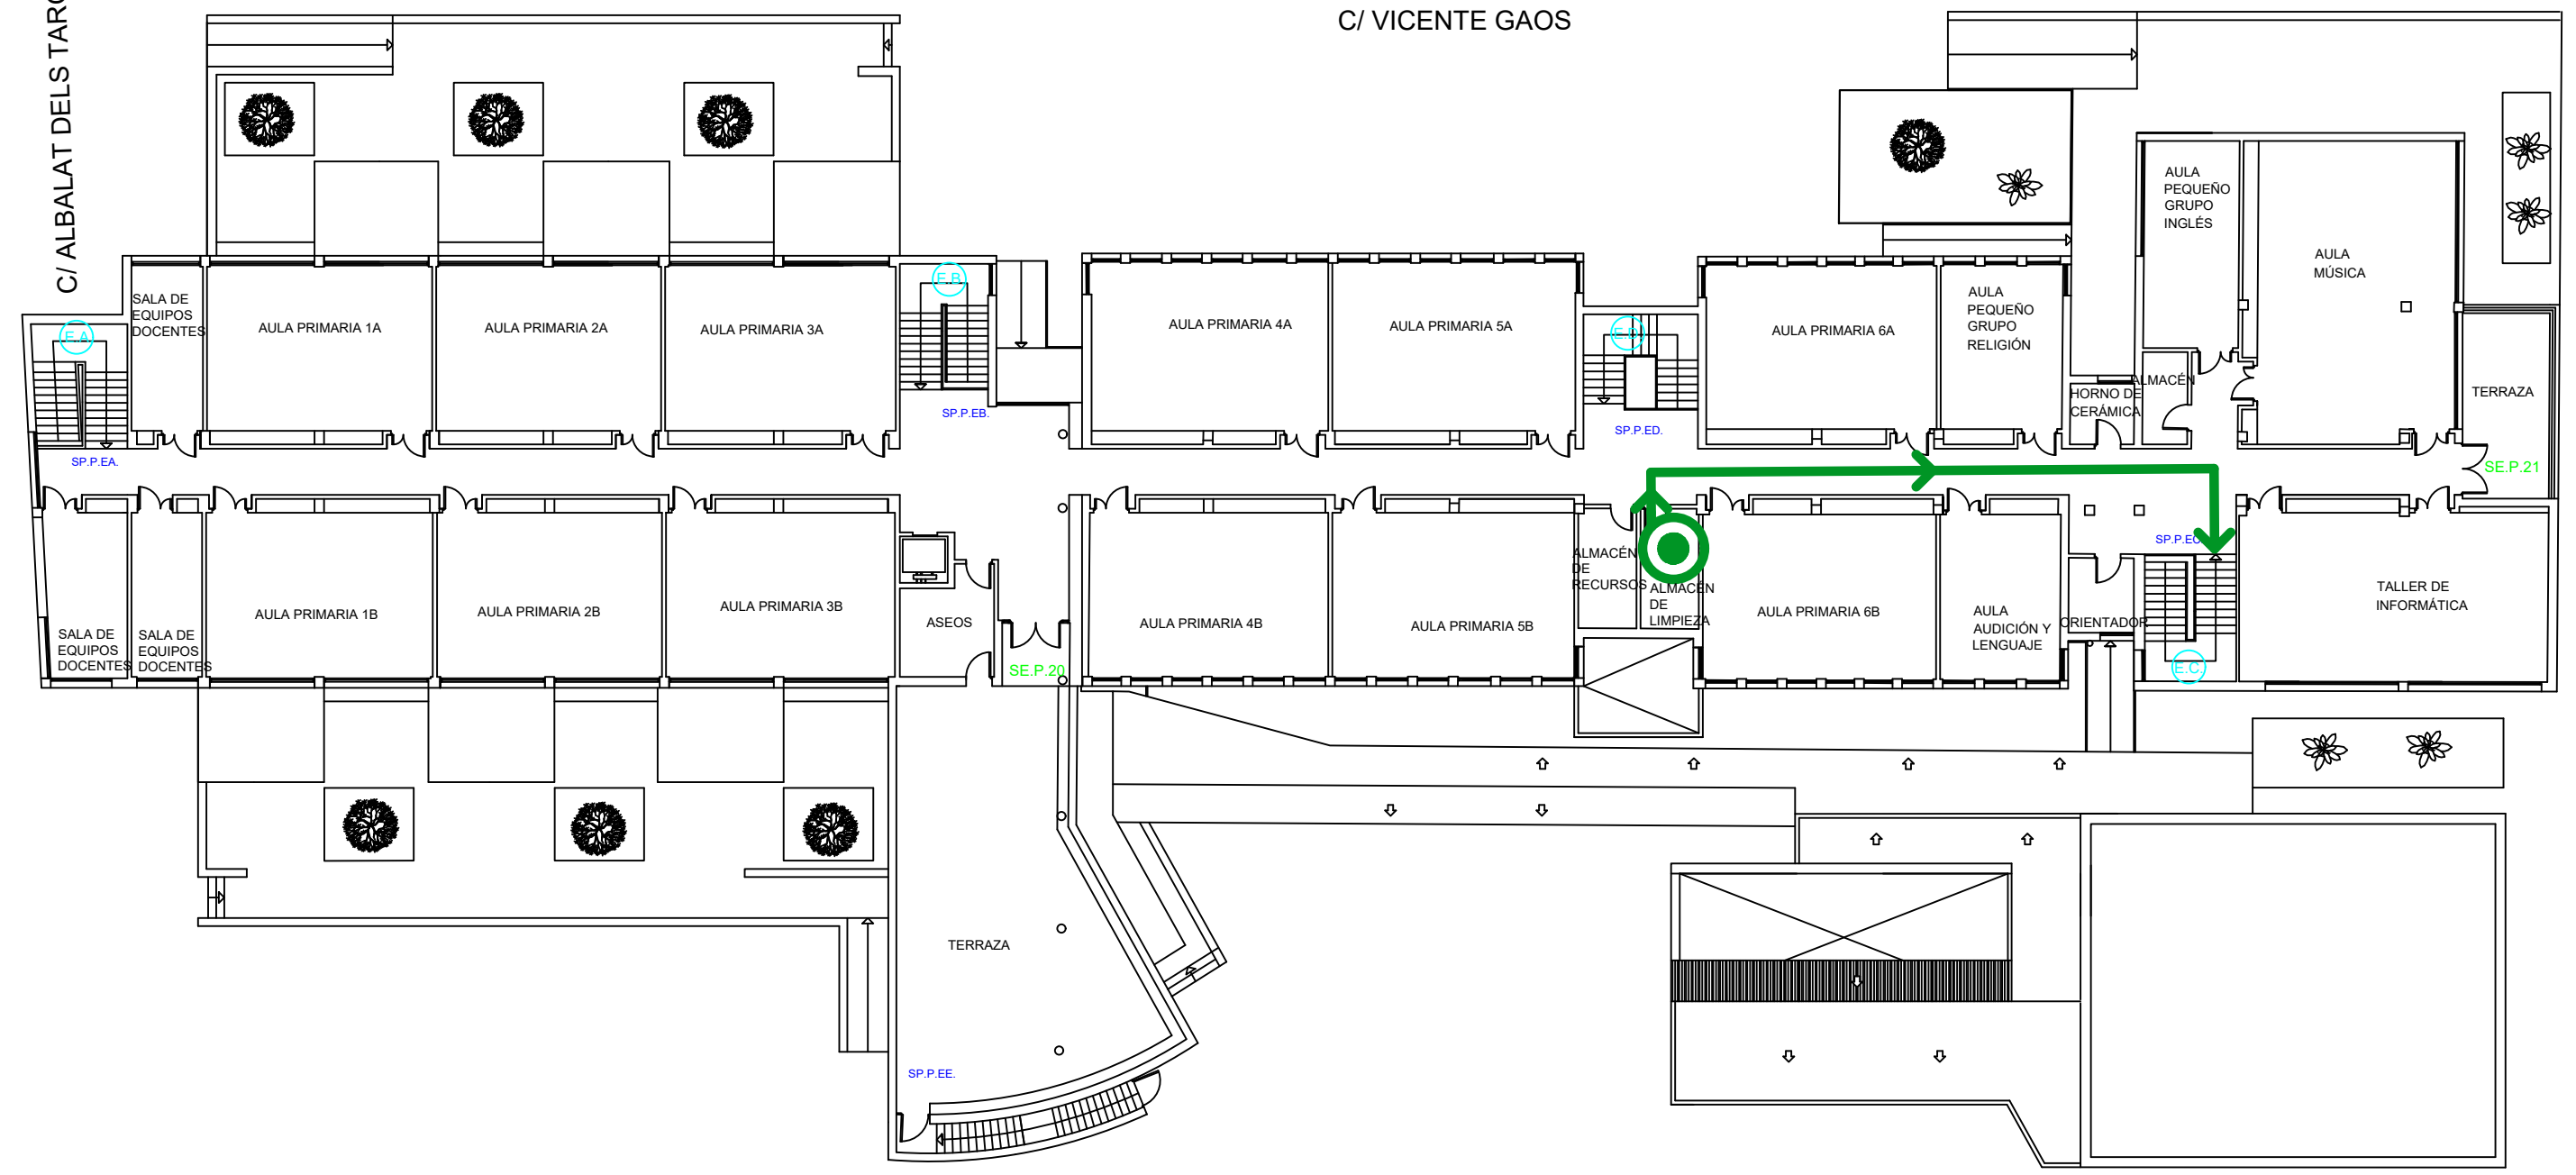 C/ ALBALAT DELS
C/ VICENTE GAOS
AULA
PEQUEÑO
GRUPO
INGLÉS
AULA
MÚSICA
SALA DE
EQUIPOS
DOCENTES
AULA PRIMARIA 1A
AULA PRIMARIA 2A
AULA PRIMARIA 3A
E.A.
E.B.
AULA PRIMARIA 4A
AULA PRIMARIA 5A
E.D.
AULA PRIMARIA 6A
AULA
PEQUEÑO
GRUPO
RELIGIÓN
HORNO DE
CERÁMICA
ALMACÉN
TERRAZA
SP.P.EA.
SP.P.EB.
SP.P.ED.
SE.P.21
SALA DE
EQUIPOS
DOCENTES
SALA DE
EQUIPOS
DOCENTES
AULA PRIMARIA 1B
AULA PRIMARIA 2B
AULA PRIMARIA 3B
ASEOS
SE.P.20
AULA PRIMARIA 4B
AULA PRIMARIA 5B
ALMACÉN
DE
RECURSOS
ALMACÉN
DE
LIMPIEZA
AULA PRIMARIA 6B
AULA
AUDICIÓN Y
LENGUAJE
ORIENTADOR
E.C.
TALLER DE
INFORMÁTICA
TERRAZA
SP.P.EE.